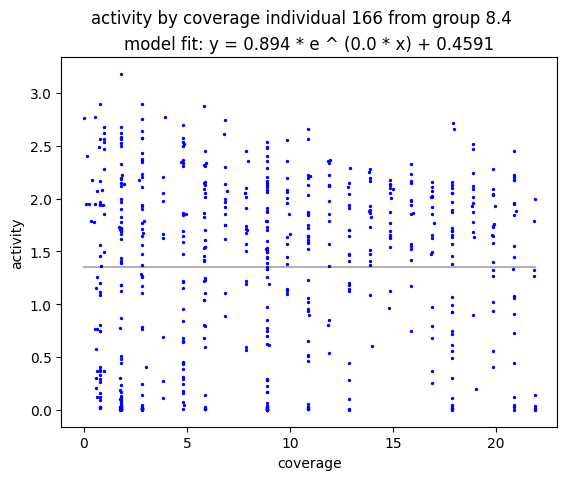 activity by coverage individual 166 from group 8.4
model fit: y = 0.894 * e ^ (0.0 * x) + 0.4591
3.0
2.5
2.0
1.5
1.0
0.5
0.0
activity
0 5 10 15 20
coverage